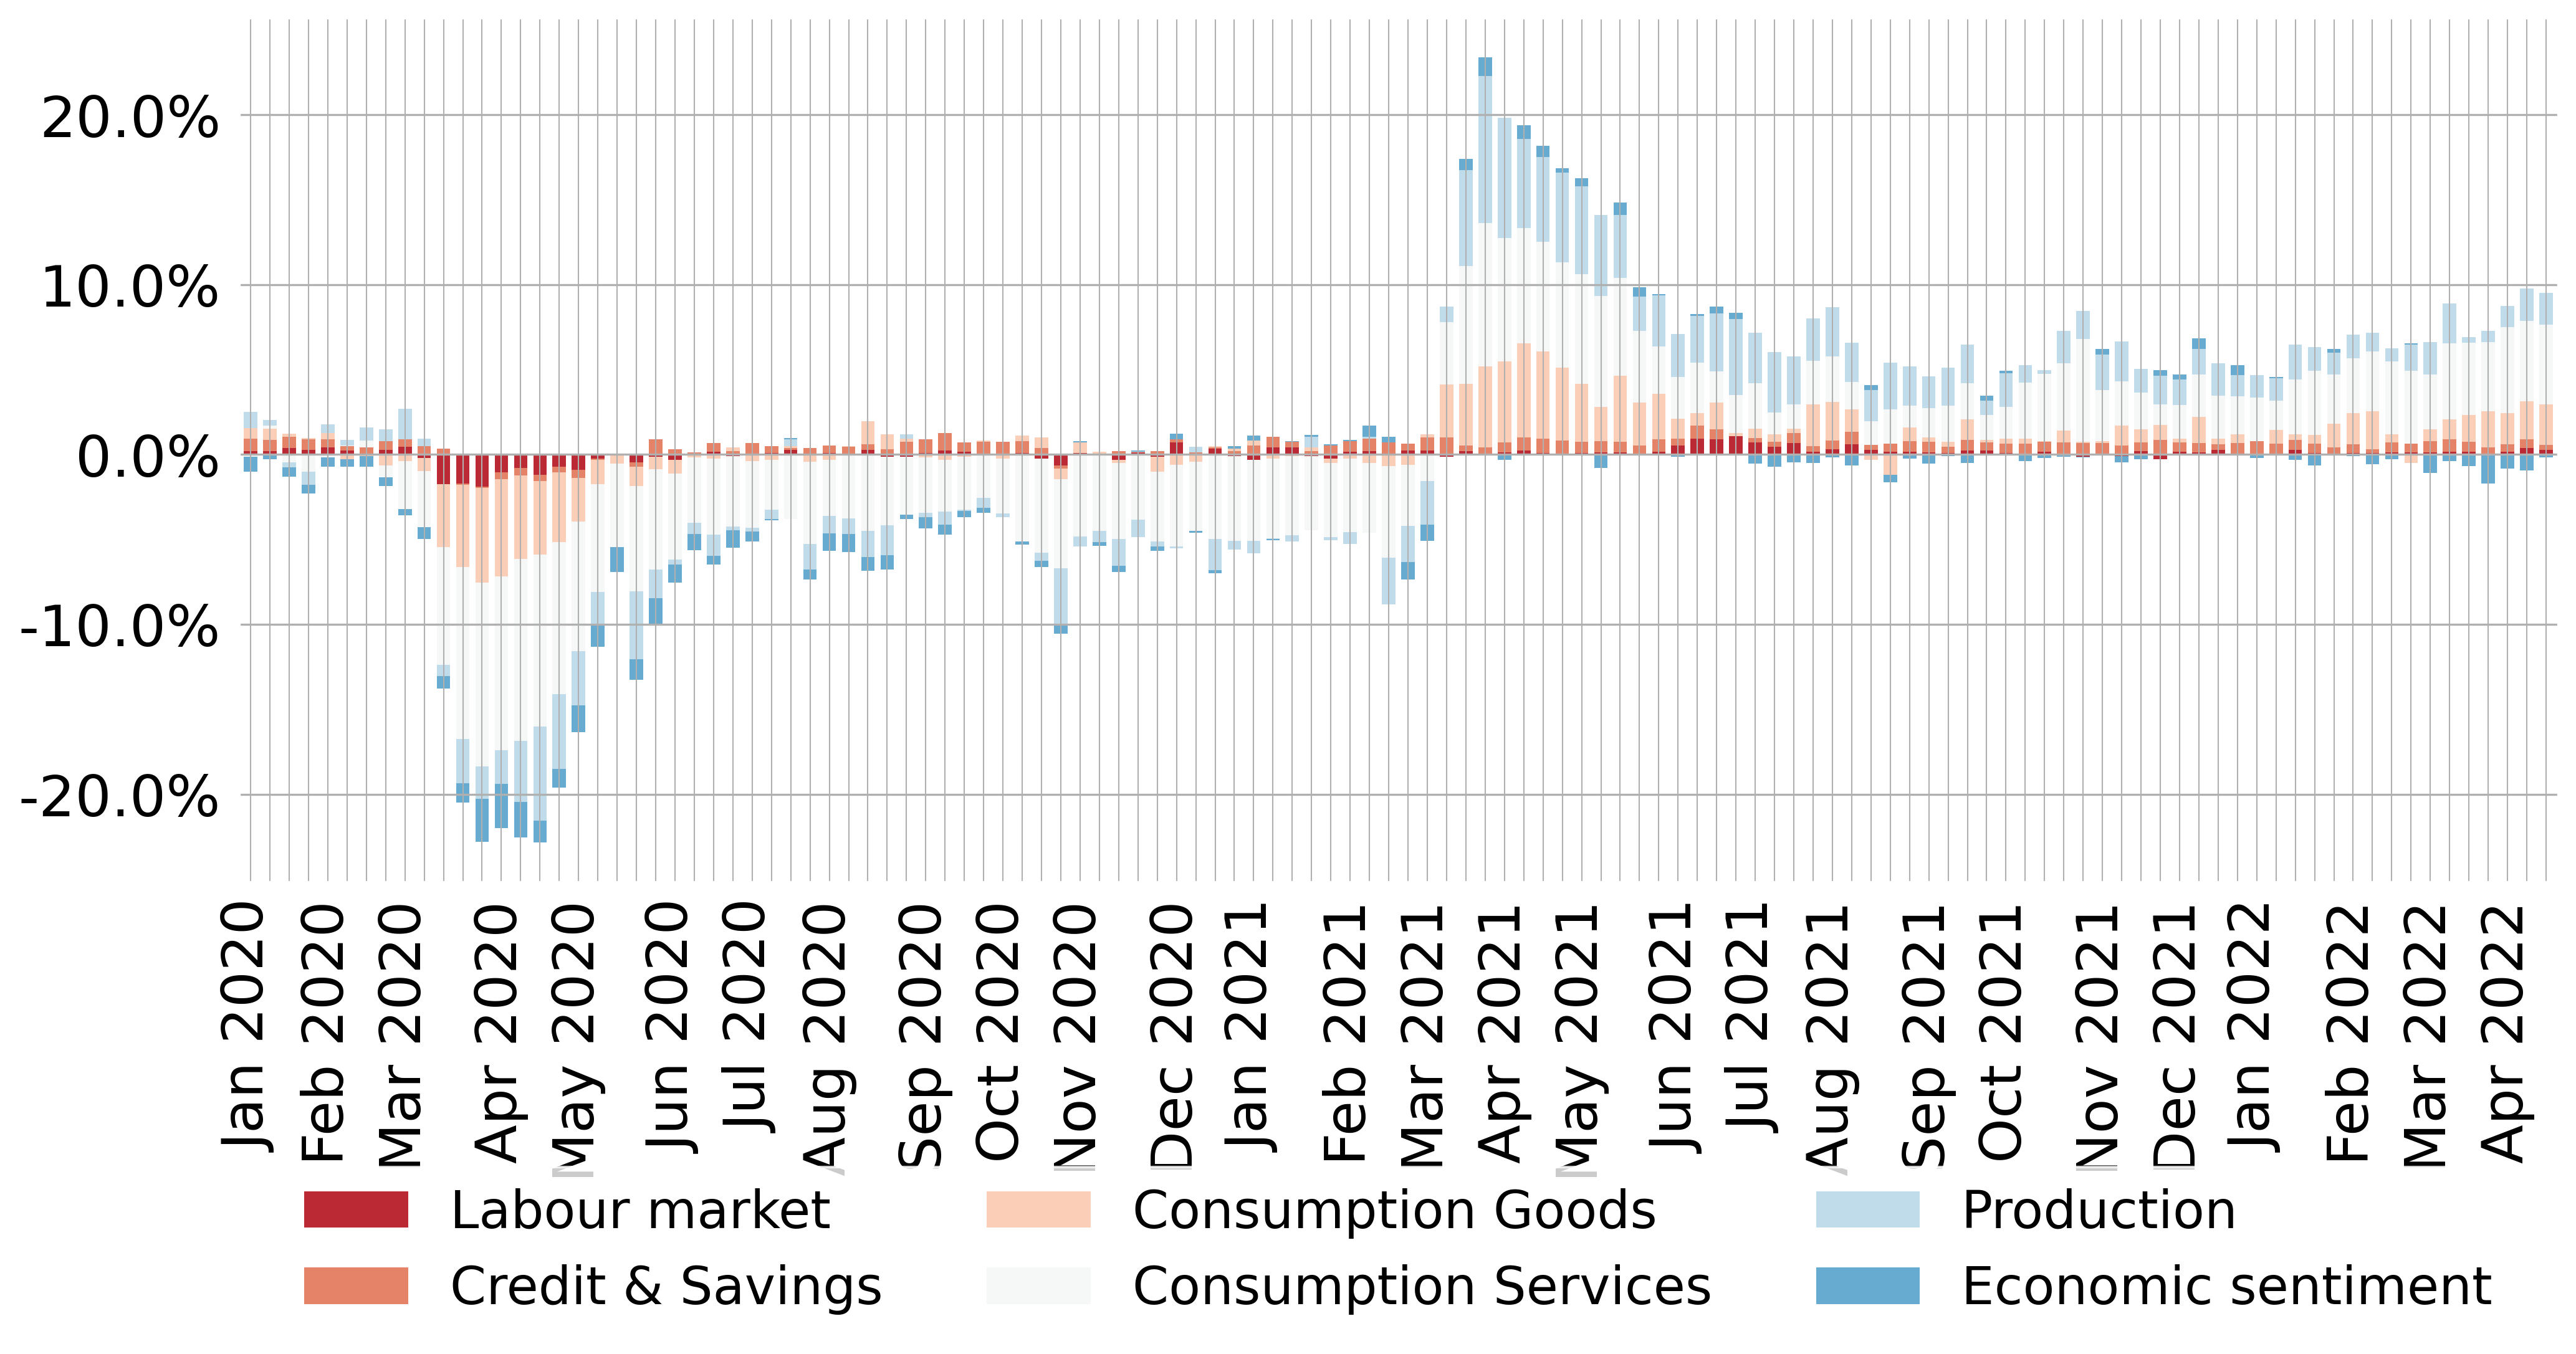 20.0%
10.0%
0.0%
-10.0%
-20.0%
Jan 2020
Feb 2020
Mar 2020
Apr 2020
May 2020
Jun 2020
Jul 2020
Aug 2020
Sep 2020
Oct 2020
Nov 2020
Dec 2020
Jan 2021
Feb 2021
Mar 2021
Apr 2021
May 2021
Jun 2021
Jul 2021
Aug 2021
Sep 2021
Oct 2021
Nov 2021
Dec 2021
Jan 2022
Feb 2022
Mar 2022
Apr 2022
Labour market
Consumption Goods
Production
Credit & Savings
Consumption Services
Economic sentiment